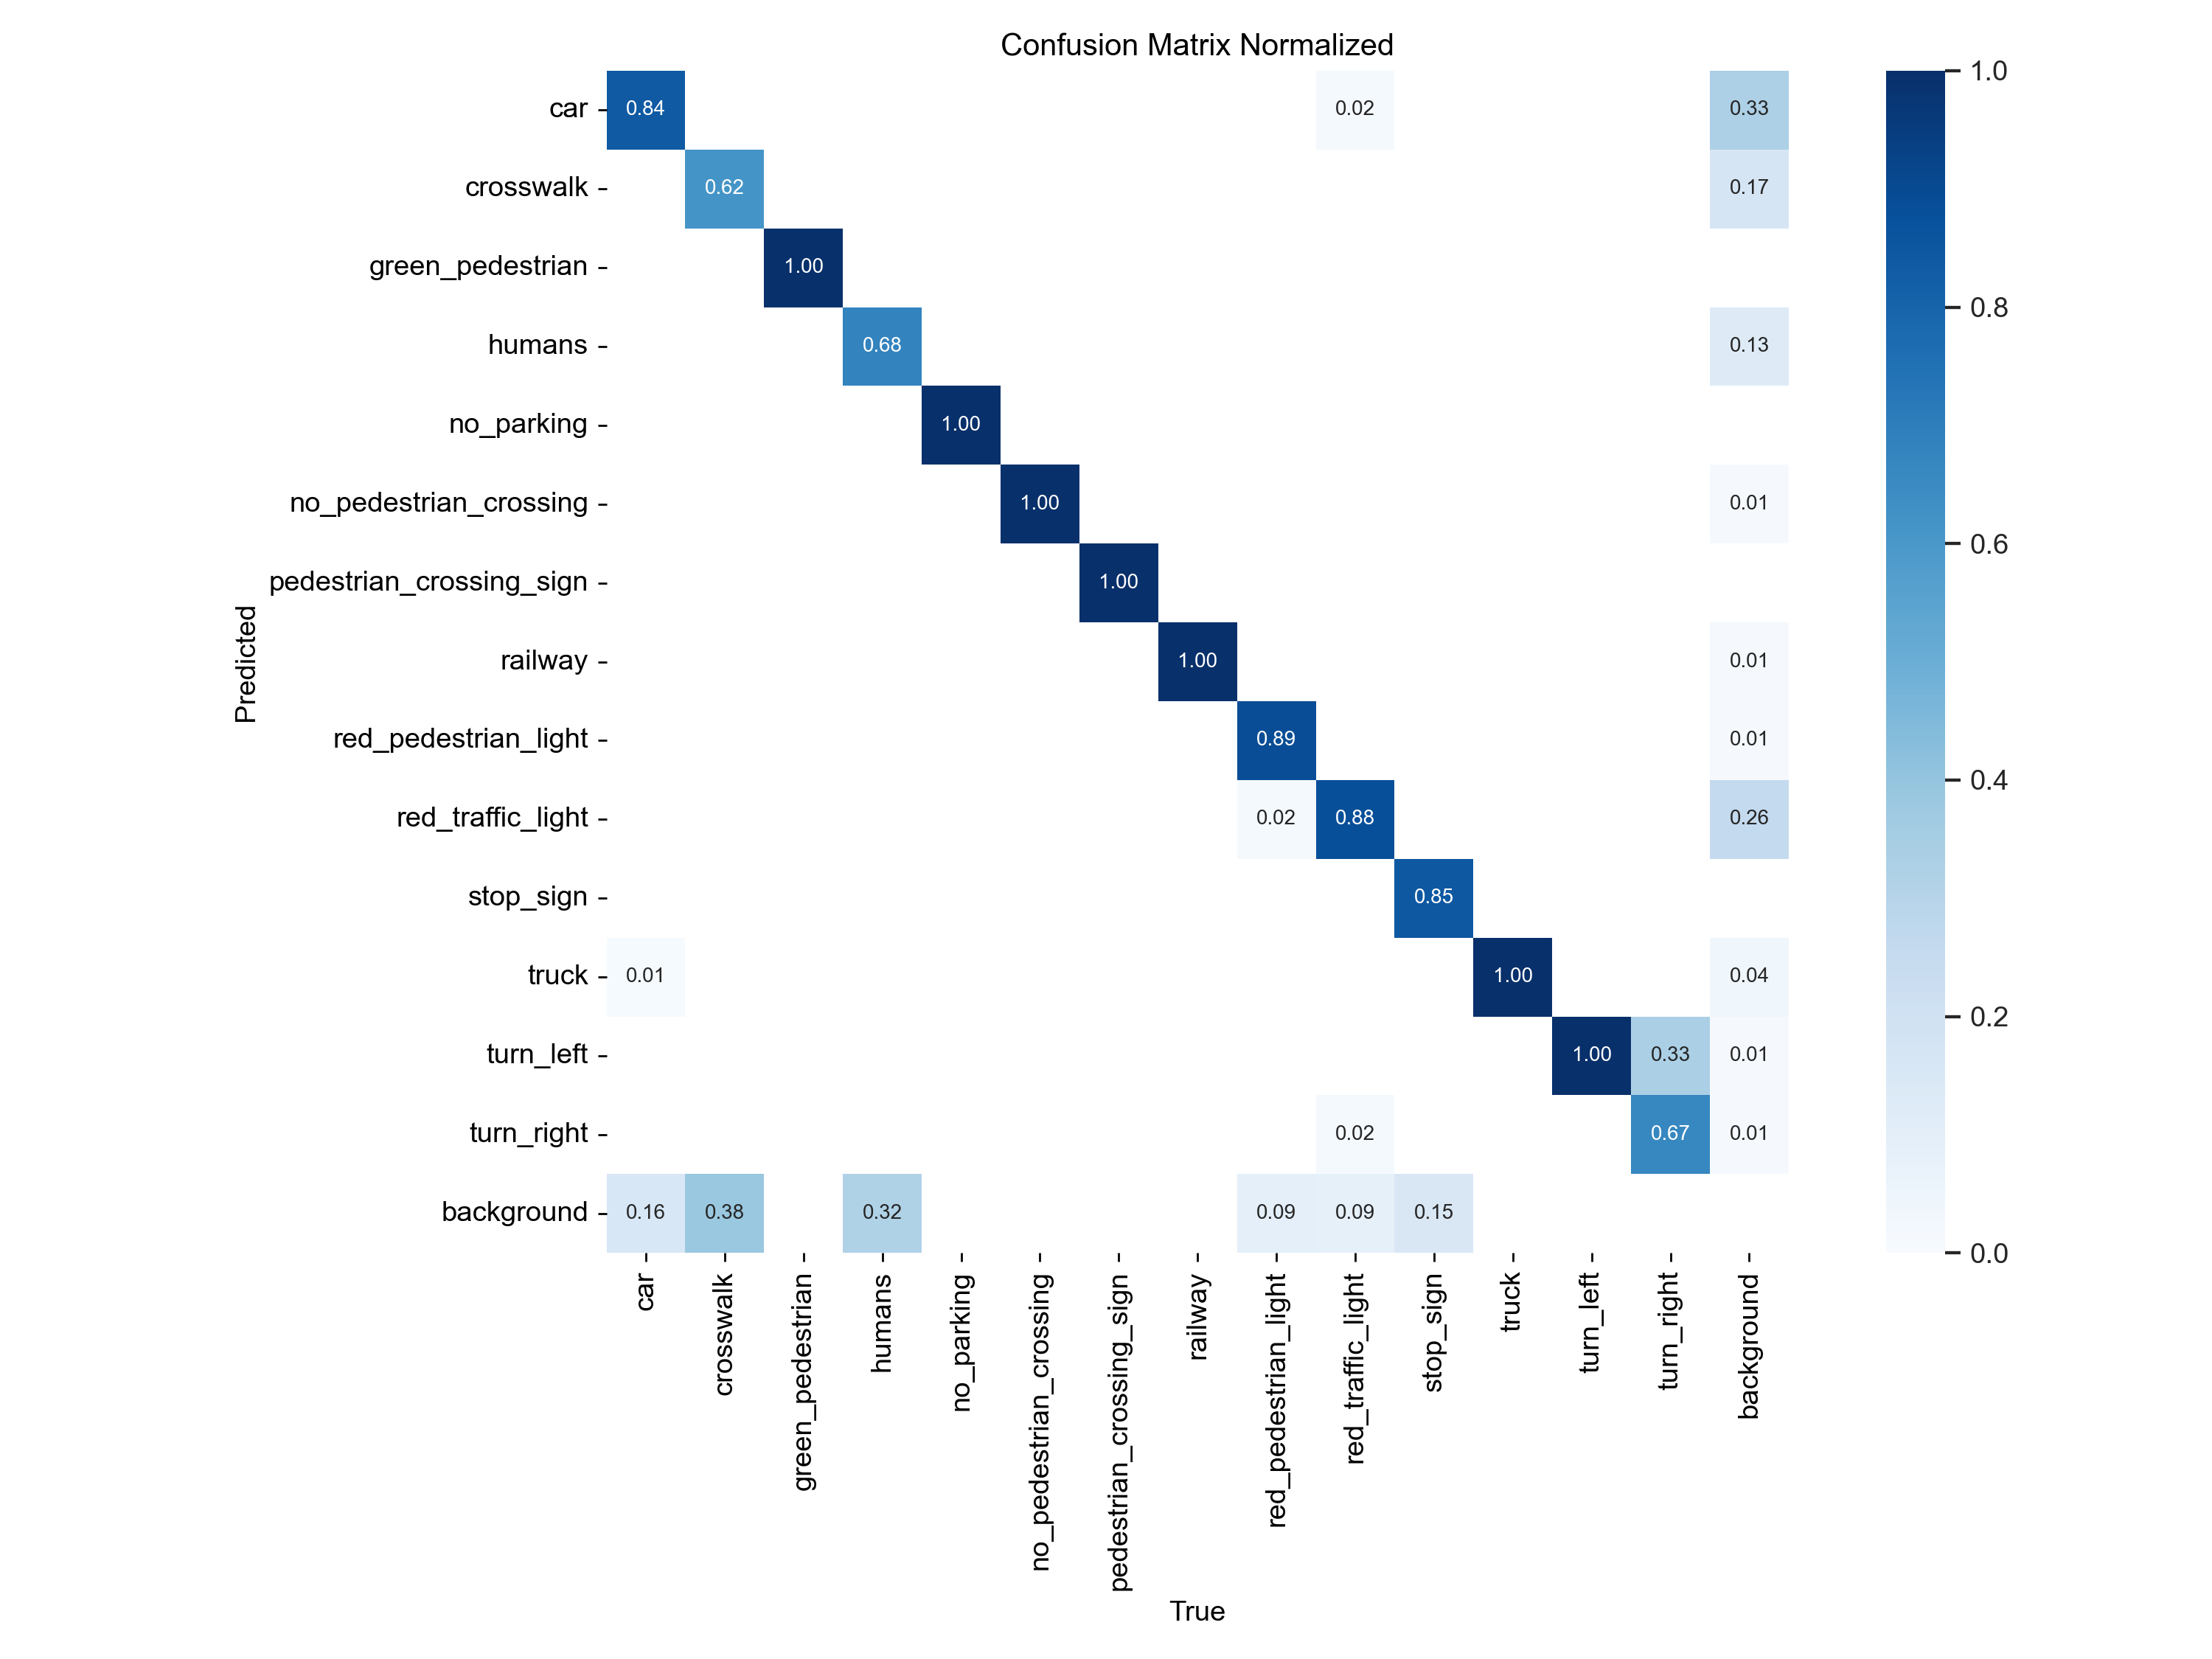 Confusion Matrix Normalized
car 0.84 0.02 0.33
crosswalk 0.62 0.17
green_pedestrian 1.00
humans 0.68 0.13
no_parking 1.00
no_pedestrian_crossing 1.00 0.01
pedestrian_crossing_sign 1.00
railway 1.00 0.01
red_pedestrian_light 0.89 0.01
red_traffic_light 0.02 0.88 0.26
stop_sign 0.85
truck 0.01 1.00 0.04
turn_left 1.00 0.33 0.01
turn_right 0.02 0.67 0.01
background 0.16 0.38 0.32 0.09 0.09 0.15
Predicted
car
crosswalk
green_pedestrian
humans
no_parking
no_pedestrian_crossing
pedestrian_crossing_sign
railway
red_pedestrian_light
red_traffic_light
stop_sign
truck
turn_left
turn_right
background
True
1.0
0.8
0.6
0.4
0.2
0.0